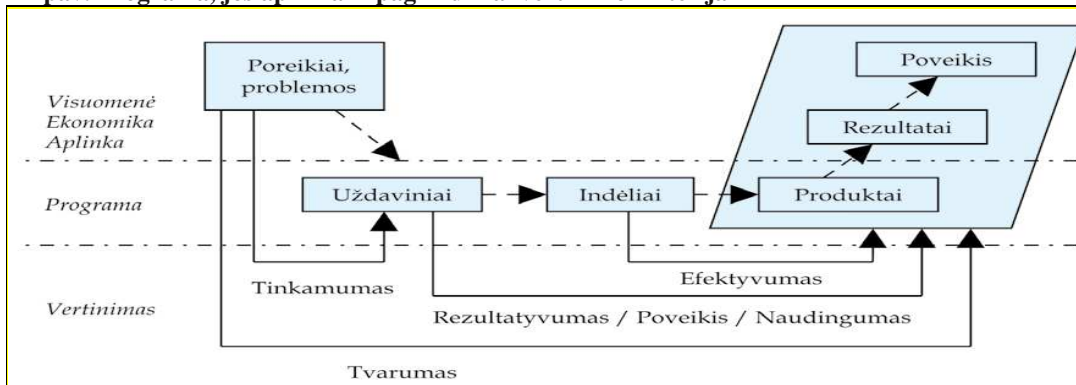 Poreikiai,
problemos
Poveikis
Visuomenė
Ekonomika
Aplinka
Rezultatai
Programa
Uždaviniai
Indėliai
Produktai
Tinkamumas
Efektyvumas
Vertinimas
Rezultatyvumas / Poveikis / Naudingumas
Tvarumas